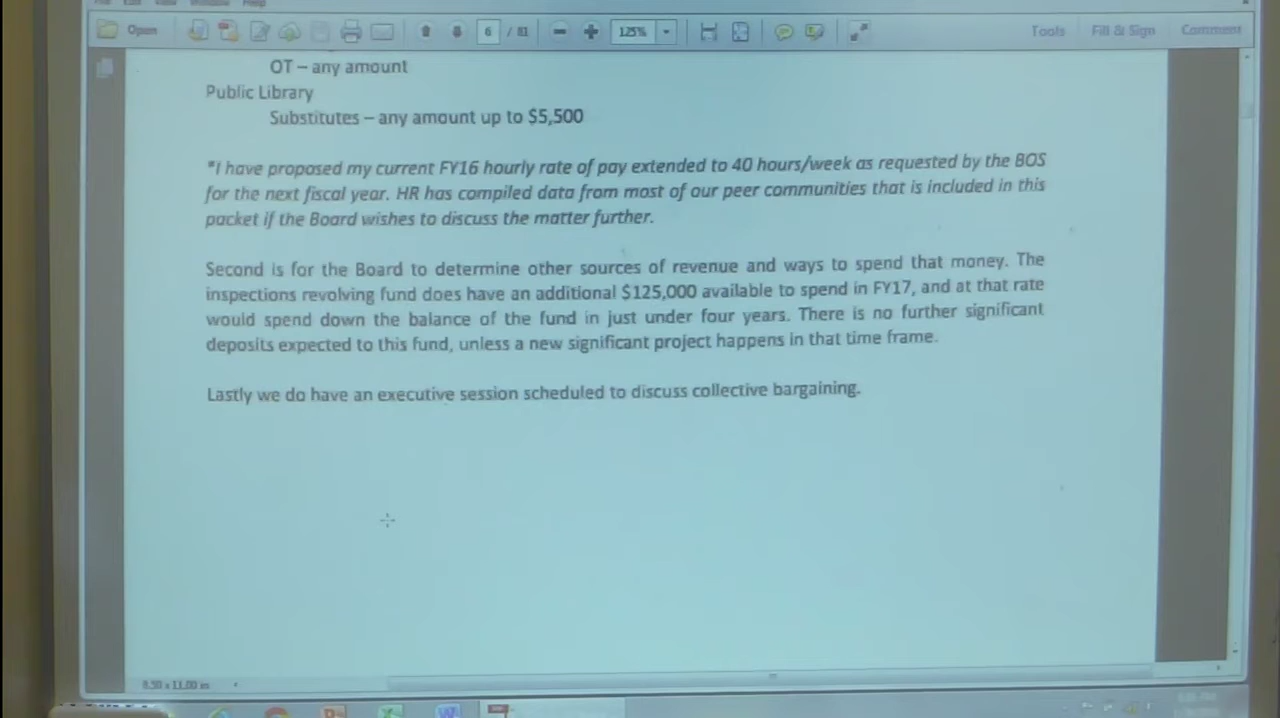 Open
6 / 81
125%
Tools
Fill & Sign
Comment
OT – any amount
Public Library
Substitutes – any amount up to $5,500
*I have proposed my current FY16 hourly rate of pay extended to 40 hours/week as requested by the BOS
for the next fiscal year. HR has compiled data from most of our peer communities that is included in this
packet if the Board wishes to discuss the matter further.
Second is for the Board to determine other sources of revenue and ways to spend that money. The
inspections revolving fund does have an additional $125,000 available to spend in FY17, and at that rate
would spend down the balance of the fund in just under four years. There is no further significant
deposits expected to this fund, unless a new significant project happens in that time frame.
Lastly we do have an executive session scheduled to discuss collective bargaining.
8.50 x 11.00 in